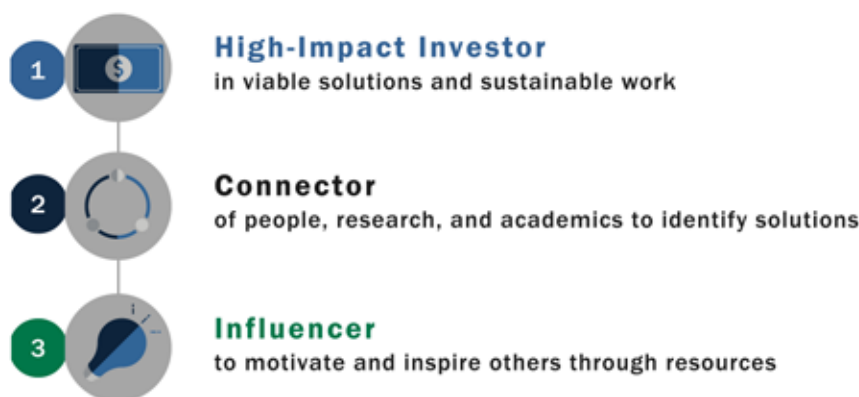 1
$
High-Impact Investor
in viable solutions and sustainable work
2
Connector
of people, research, and academics to identify solutions
3
Influencer
to motivate and inspire others through resources